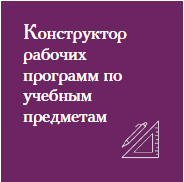 Конструктор
рабочих
программ по
учебным
предметам